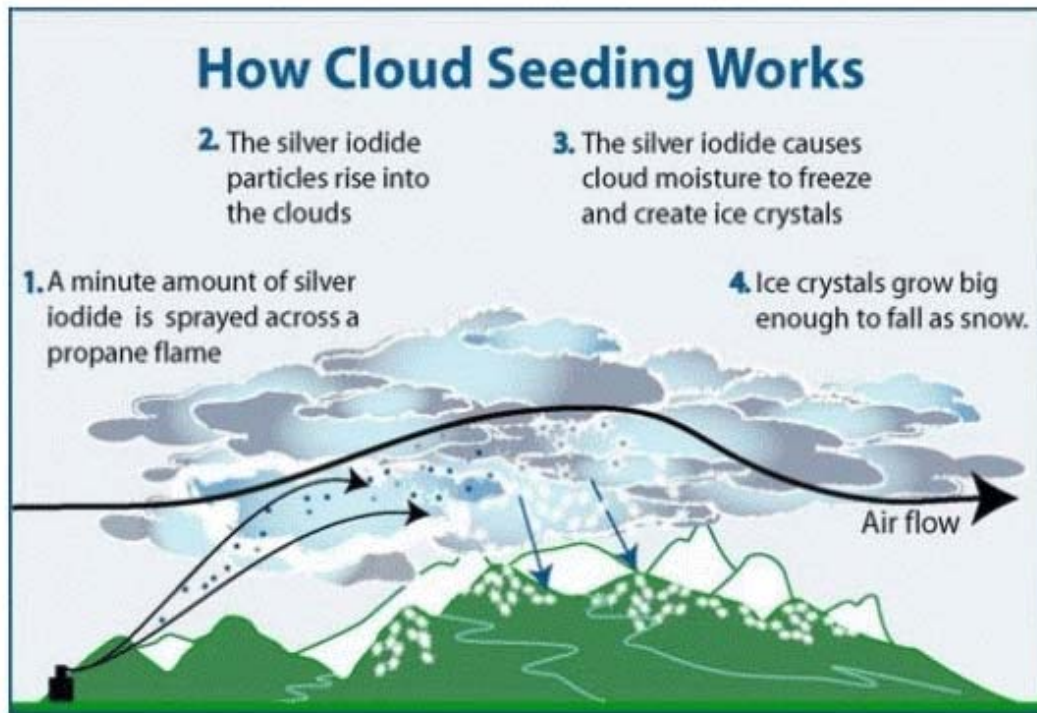 How Cloud Seeding Works
2. The silver iodide
particles rise into
the clouds
3. The silver iodide causes
cloud moisture to freeze
and create ice crystals
1. A minute amount of silver
iodide is sprayed across a
propane flame
4. Ice crystals grow big
enough to fall as snow.
Air flow